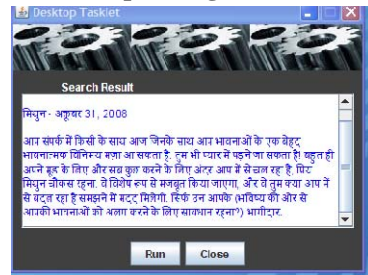 Desktop Tasklet
Search Result
मिथुन - अक्टूबर 31, 2008
आप संपर्क में किसी के साथ आज जिनके साथ आप भावनाओं के एक बेहद
भावनात्मक विनिमय मज़ा आ सकता है. तुम भी प्यार में पड़ने जा सकता है! बहुत ही
अपने मूड के लिए और सब कुछ करने के लिए अंदर आप में से चल रहा है, प्रिय
मिथुन चौकस रहना. वे विशेष रूप से मजबूत किया जाएगा, और वे तुम क्या आप में
से बदल रहा है समझने में मदद मिलेगी. सिर्फ उन आपके (भविष्य की ओर से
आपकी भावनाओं को अलग करने के लिए सावधान रहना?) भागीदार.
Run Close